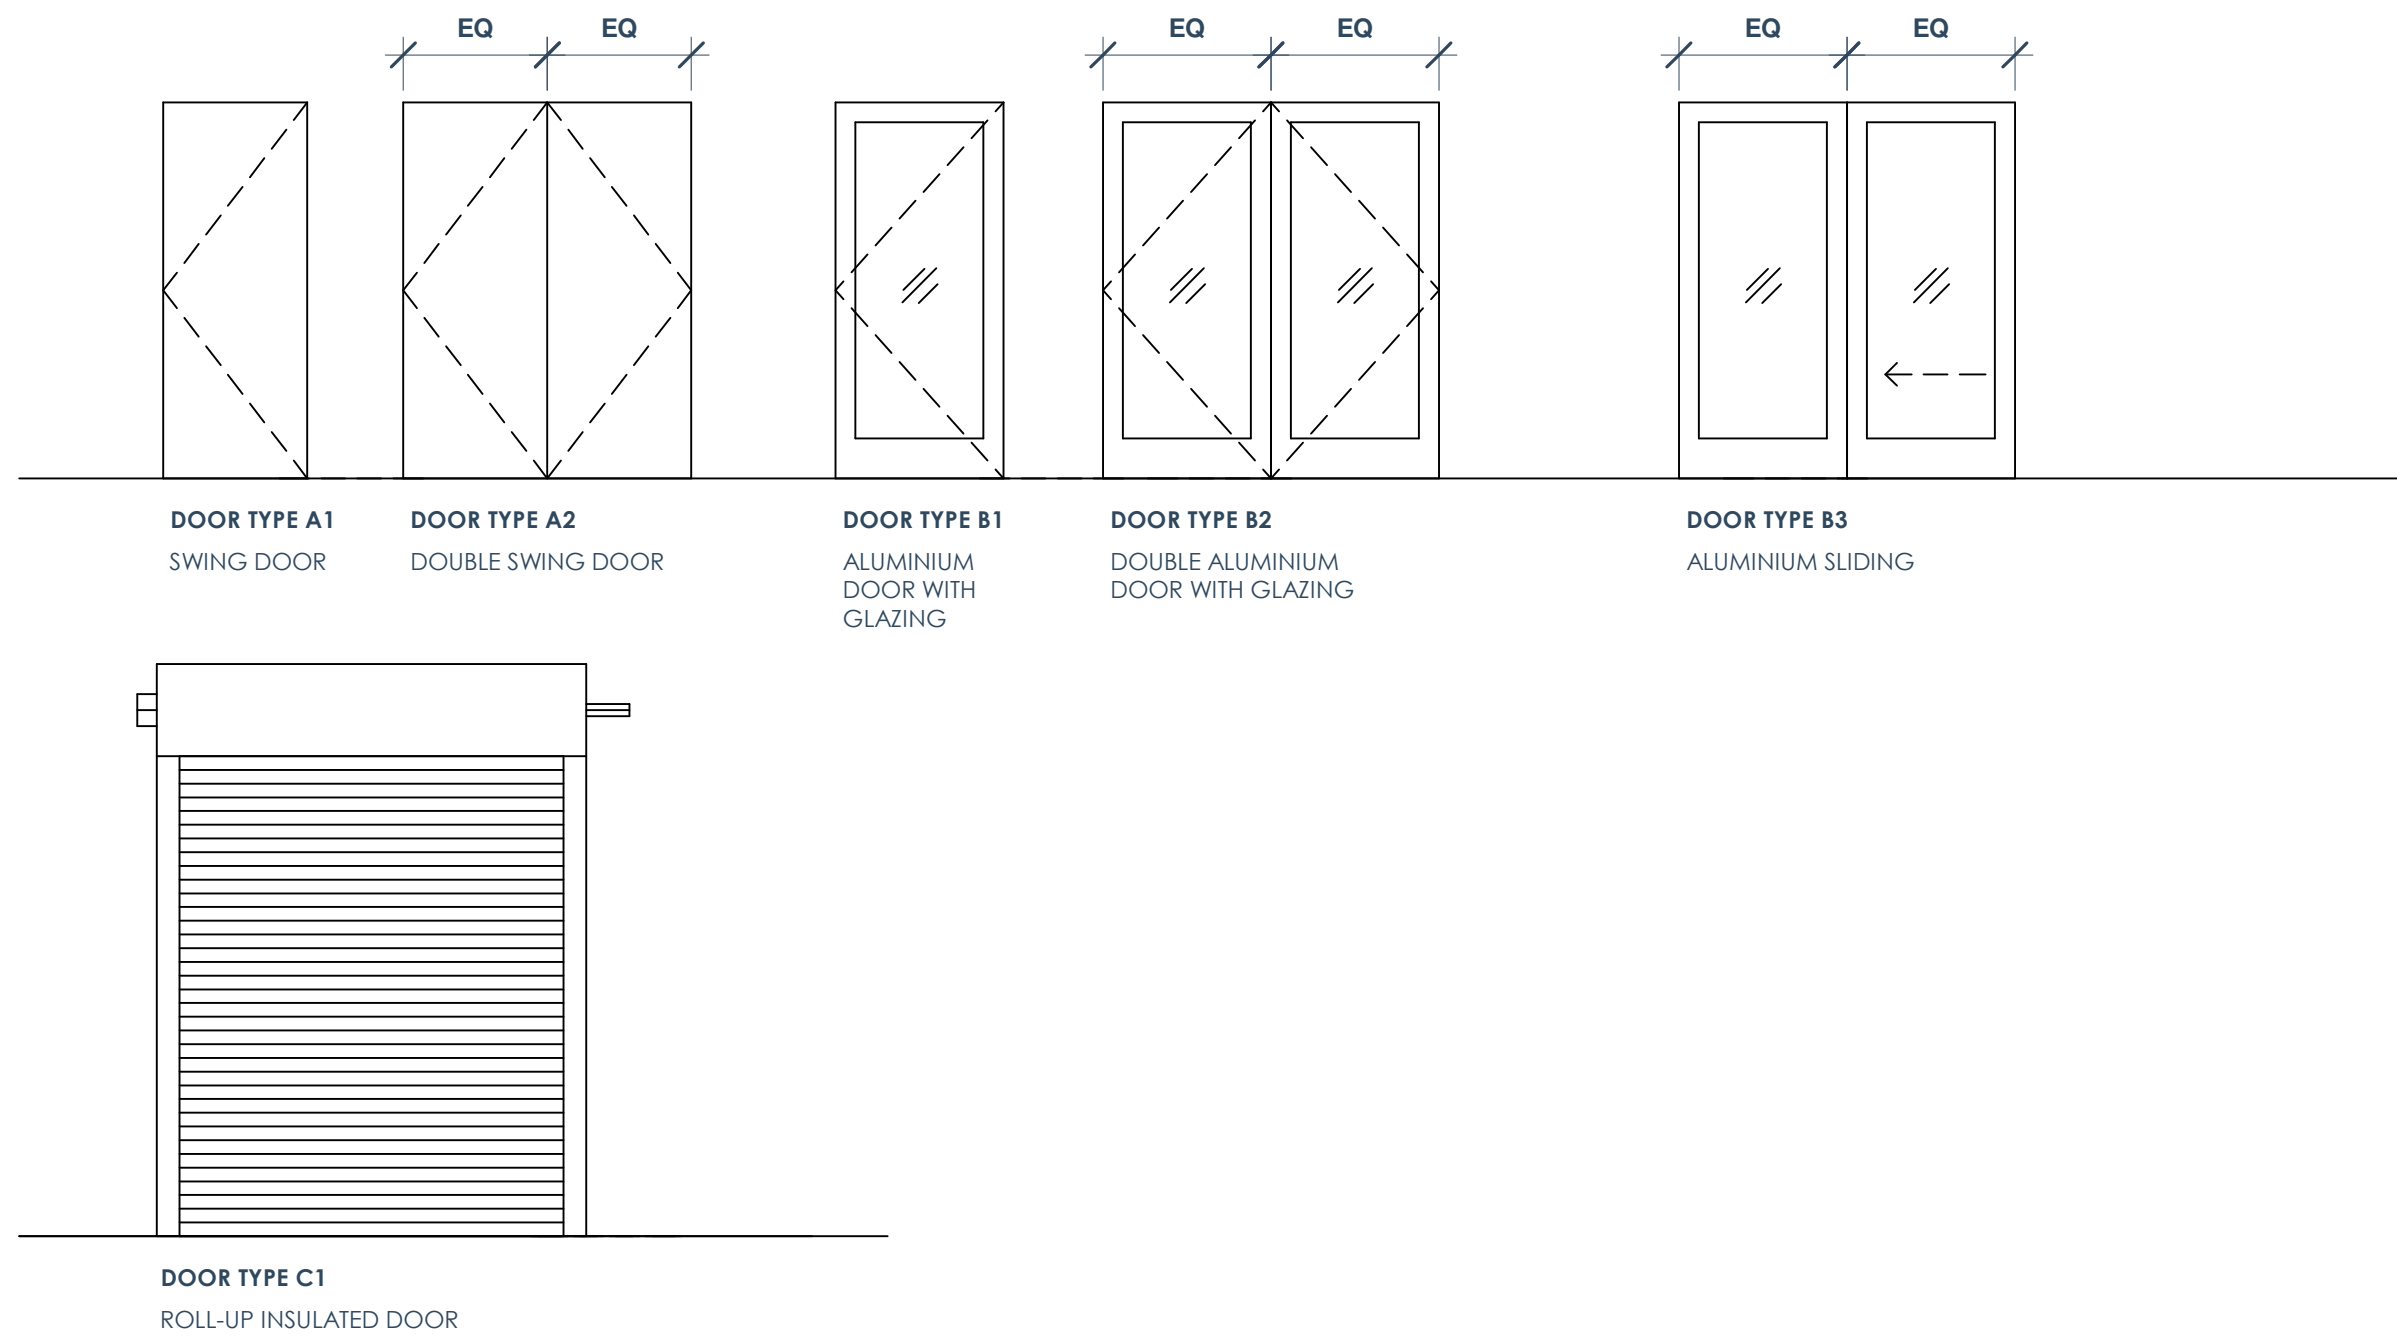 EQ EQ EQ EQ EQ EQ
DOOR TYPE A1
SWING DOOR
DOOR TYPE A2
DOUBLE SWING DOOR
DOOR TYPE B1
ALUMINIUM
DOOR WITH
GLAZING
DOOR TYPE B2
DOUBLE ALUMINIUM
DOOR WITH GLAZING
DOOR TYPE B3
ALUMINIUM SLIDING
DOOR TYPE C1
ROLL-UP INSULATED DOOR